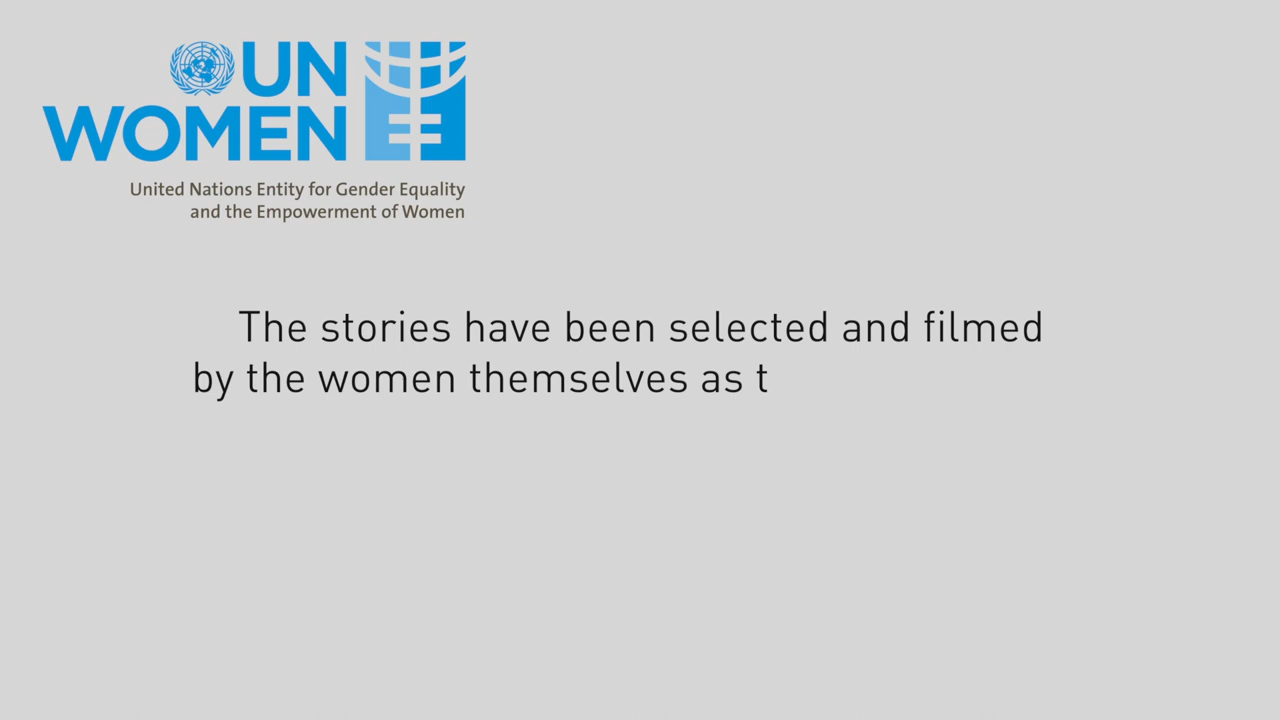 UN
WOMEN
United Nations Entity for Gender Equality
and the Empowerment of Women
The stories have been selected and filmed
by the women themselves as t